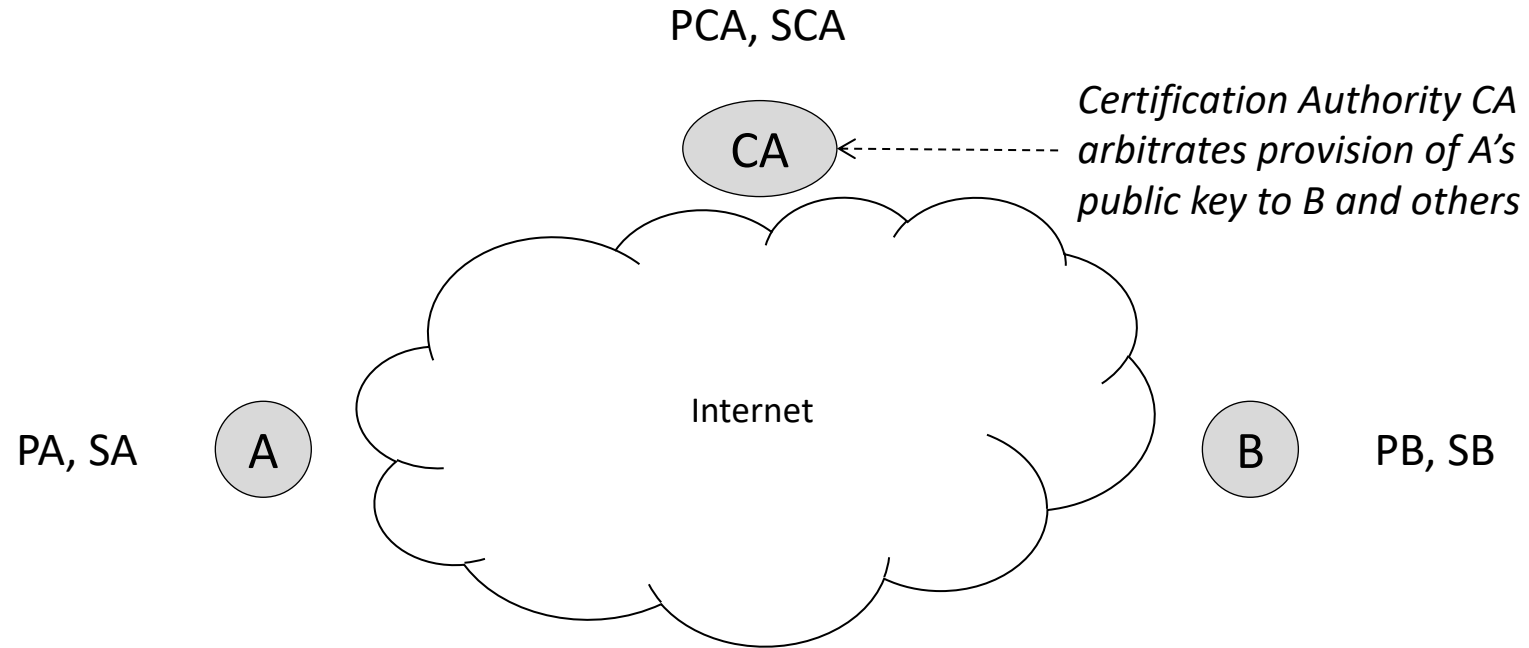 PCA, SCA
CA
Certification Authority CA
arbitrates provision of A’s
public key to B and others
Internet
PA, SA
A
B
PB, SB